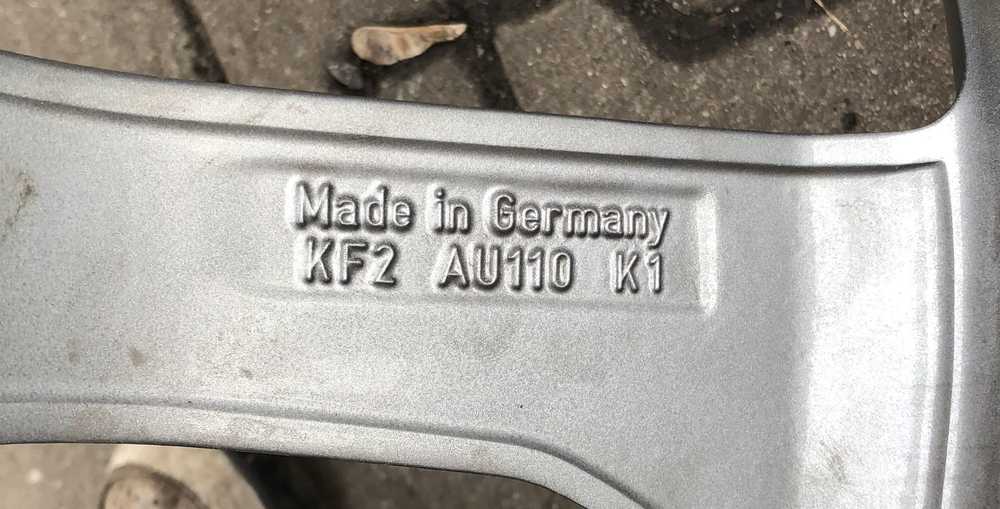 Made in Germany
KF2 AU110 K1